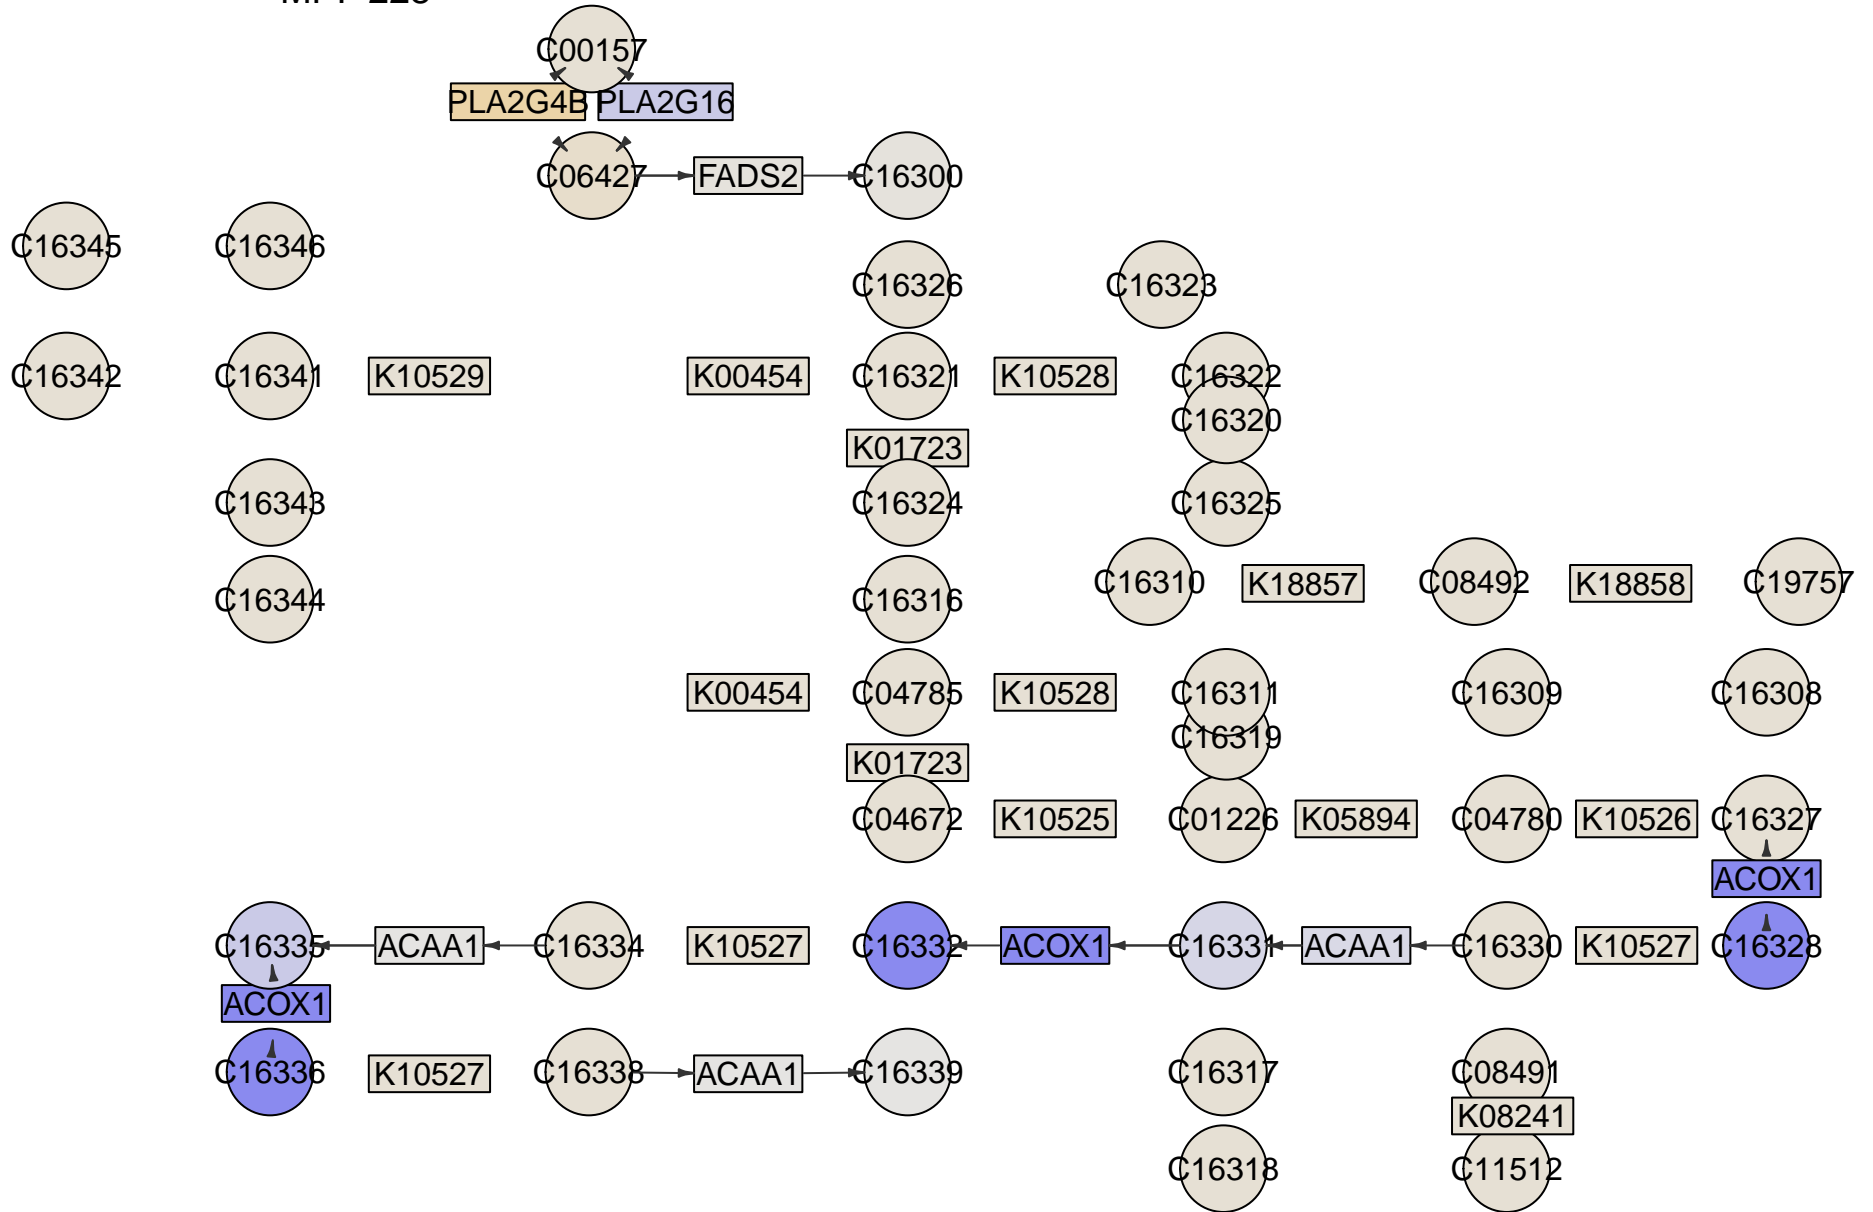 C00157
PLA2G4B PLA2G16
C06427 FADS2 C16300
C16345 C16346
C16326 C16323
C16342 C16341 K10529 K00454 C16321 K10528 C16322
C16320
K01723
C16343 C16324 C16325
C16310 K18857 C08492 K18858 C19757
C16344 C16316
K00454 C04785 K10528 C16311 C16309 C16308
C16319
K01723
C04672 K10525 C01226 K05894 C04780 K10526 C16327
ACOX1
C16335 ACAA1 C16334 K10527 C16332 ACOX1 C16331 ACAA1 C16330 K10527 C16328
ACOX1
C16336 K10527 C16338 ACAA1 C16339 C16317 C08491
K08241
C16318 C11512